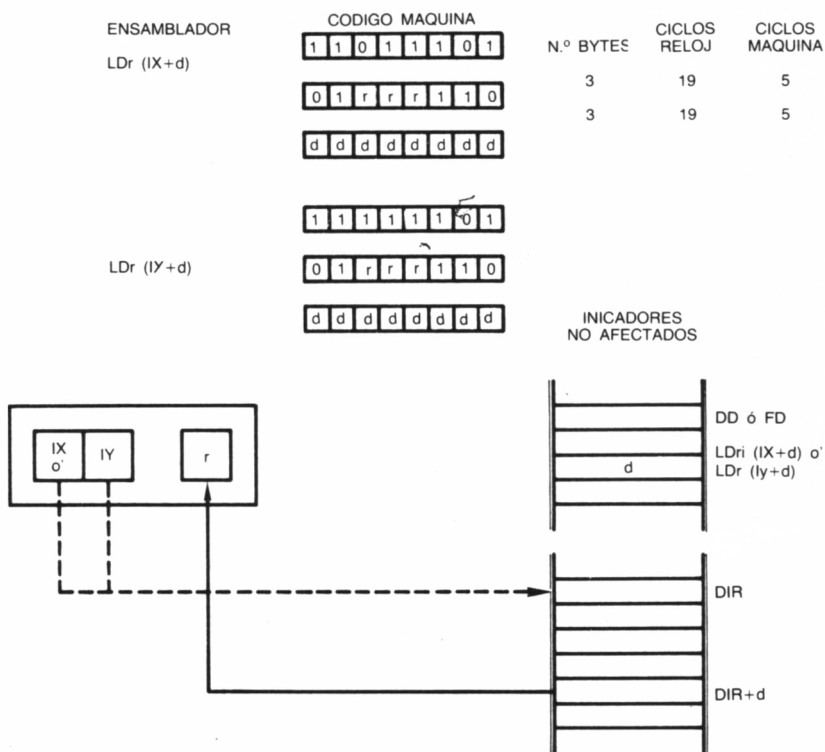 ENSAMBLADOR
CODIGO MAQUINA
N.º BYTES
CICLOS RELOJ
CICLOS MAQUINA
LDr (IX+d)
1 1 0 1 1 1 0 1
3 19 5
0 1 r r r 1 1 0
3 19 5
d d d d d d d d
1 1 1 1 1 1 0 1
LDr (IY+d)
0 1 r r r 1 1 0
d d d d d d d d
INICADORES
NO AFECTADOS
DD ó FD
IX o'
IY
r
LDri (IX+d) o'
d
LDr (Iy+d)
DIR
DIR+d